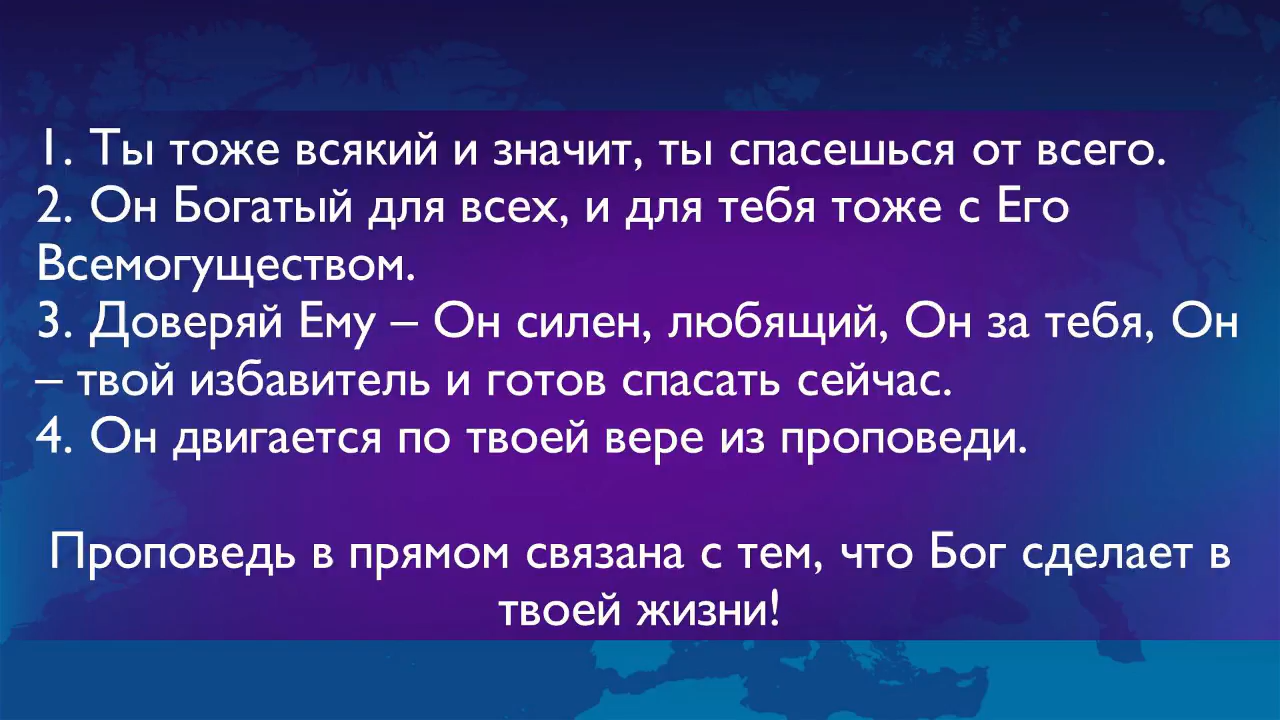 1. Ты тоже всякий и значит, ты спасешься от всего.
2. Он Богатый для всех, и для тебя тоже с Его
Всемогуществом.
3. Доверяй Ему – Он силен, любящий, Он за тебя, Он
– твой избавитель и готов спасать сейчас.
4. Он двигается по твоей вере из проповеди.
Проповедь в прямом связана с тем, что Бог сделает в
твоей жизни!